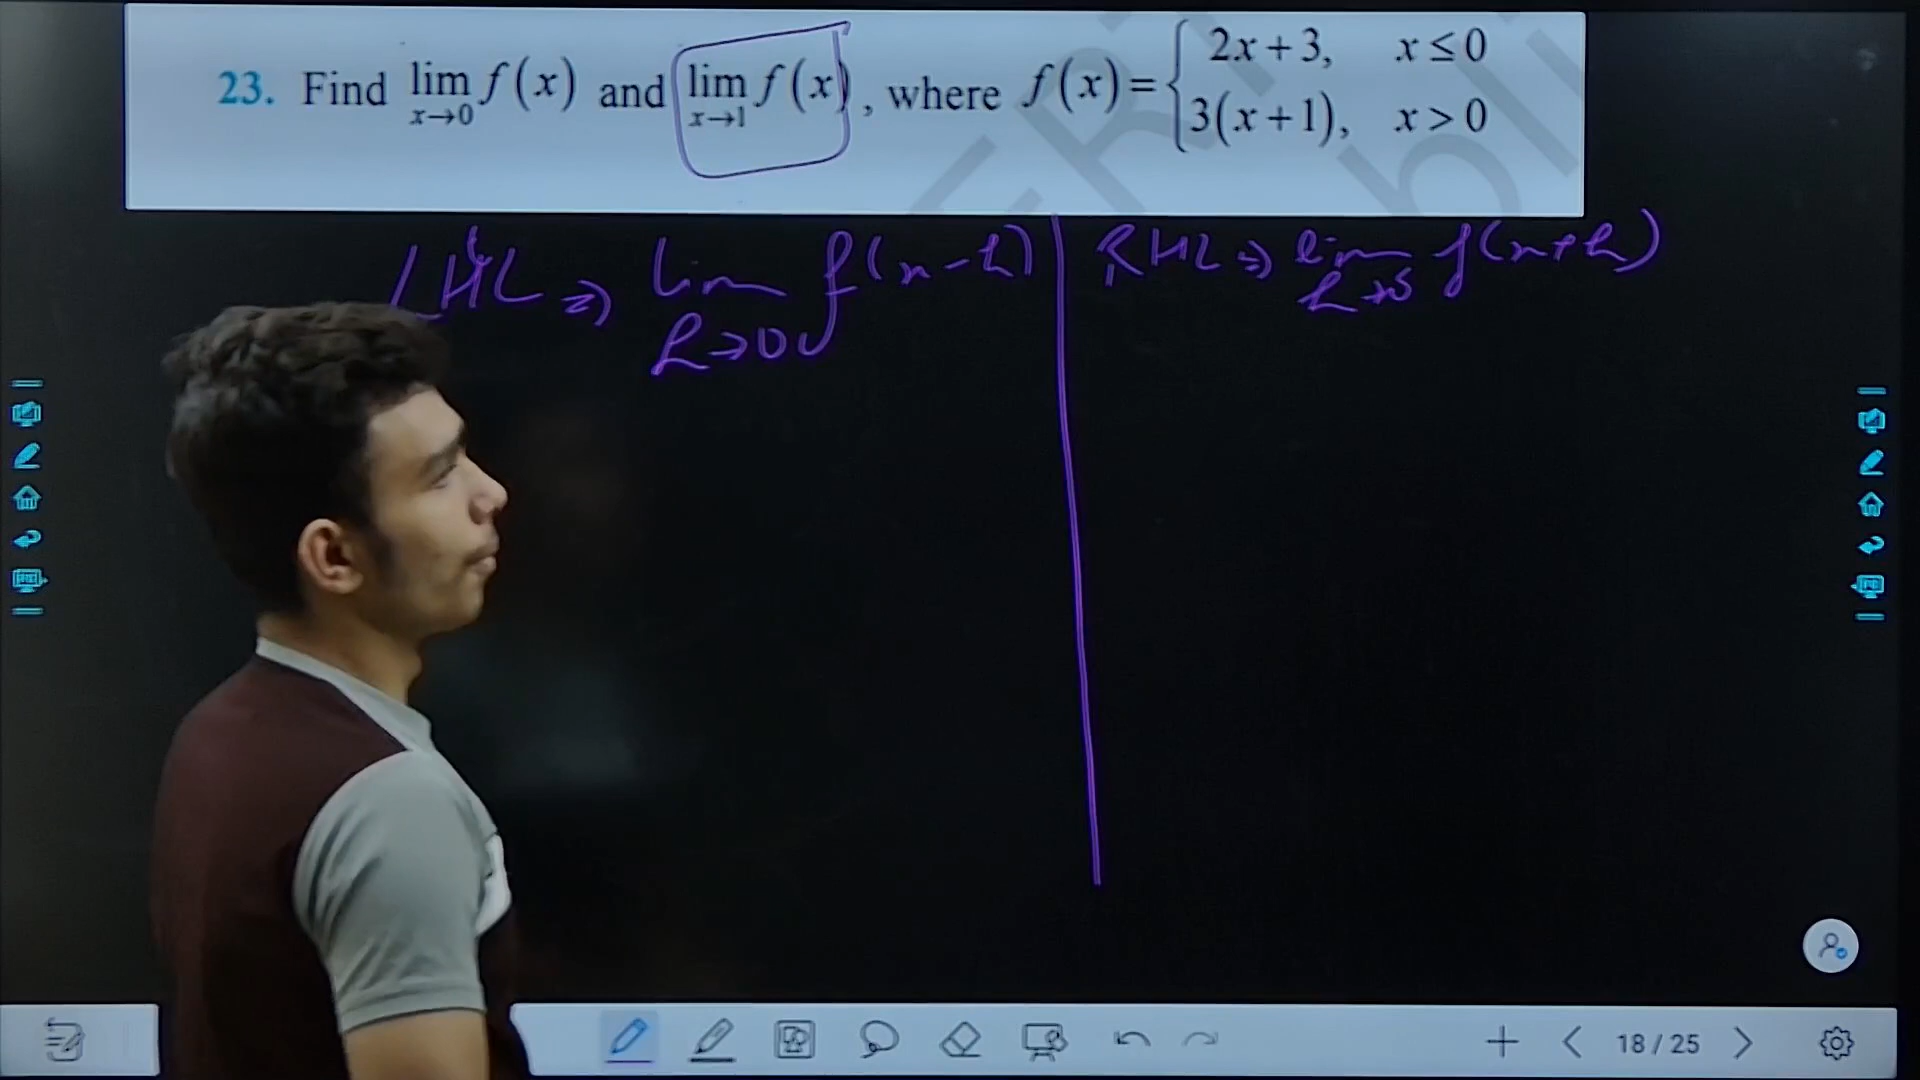 23. Find lim x→0 f(x) and lim x→1 f(x), where f(x) = { 2x+3, x≤0
3(x+1), x>0
LHL ⇒ lim h→0 f(x-h)
RHL ⇒ lim h→0 f(x+h)
18/25